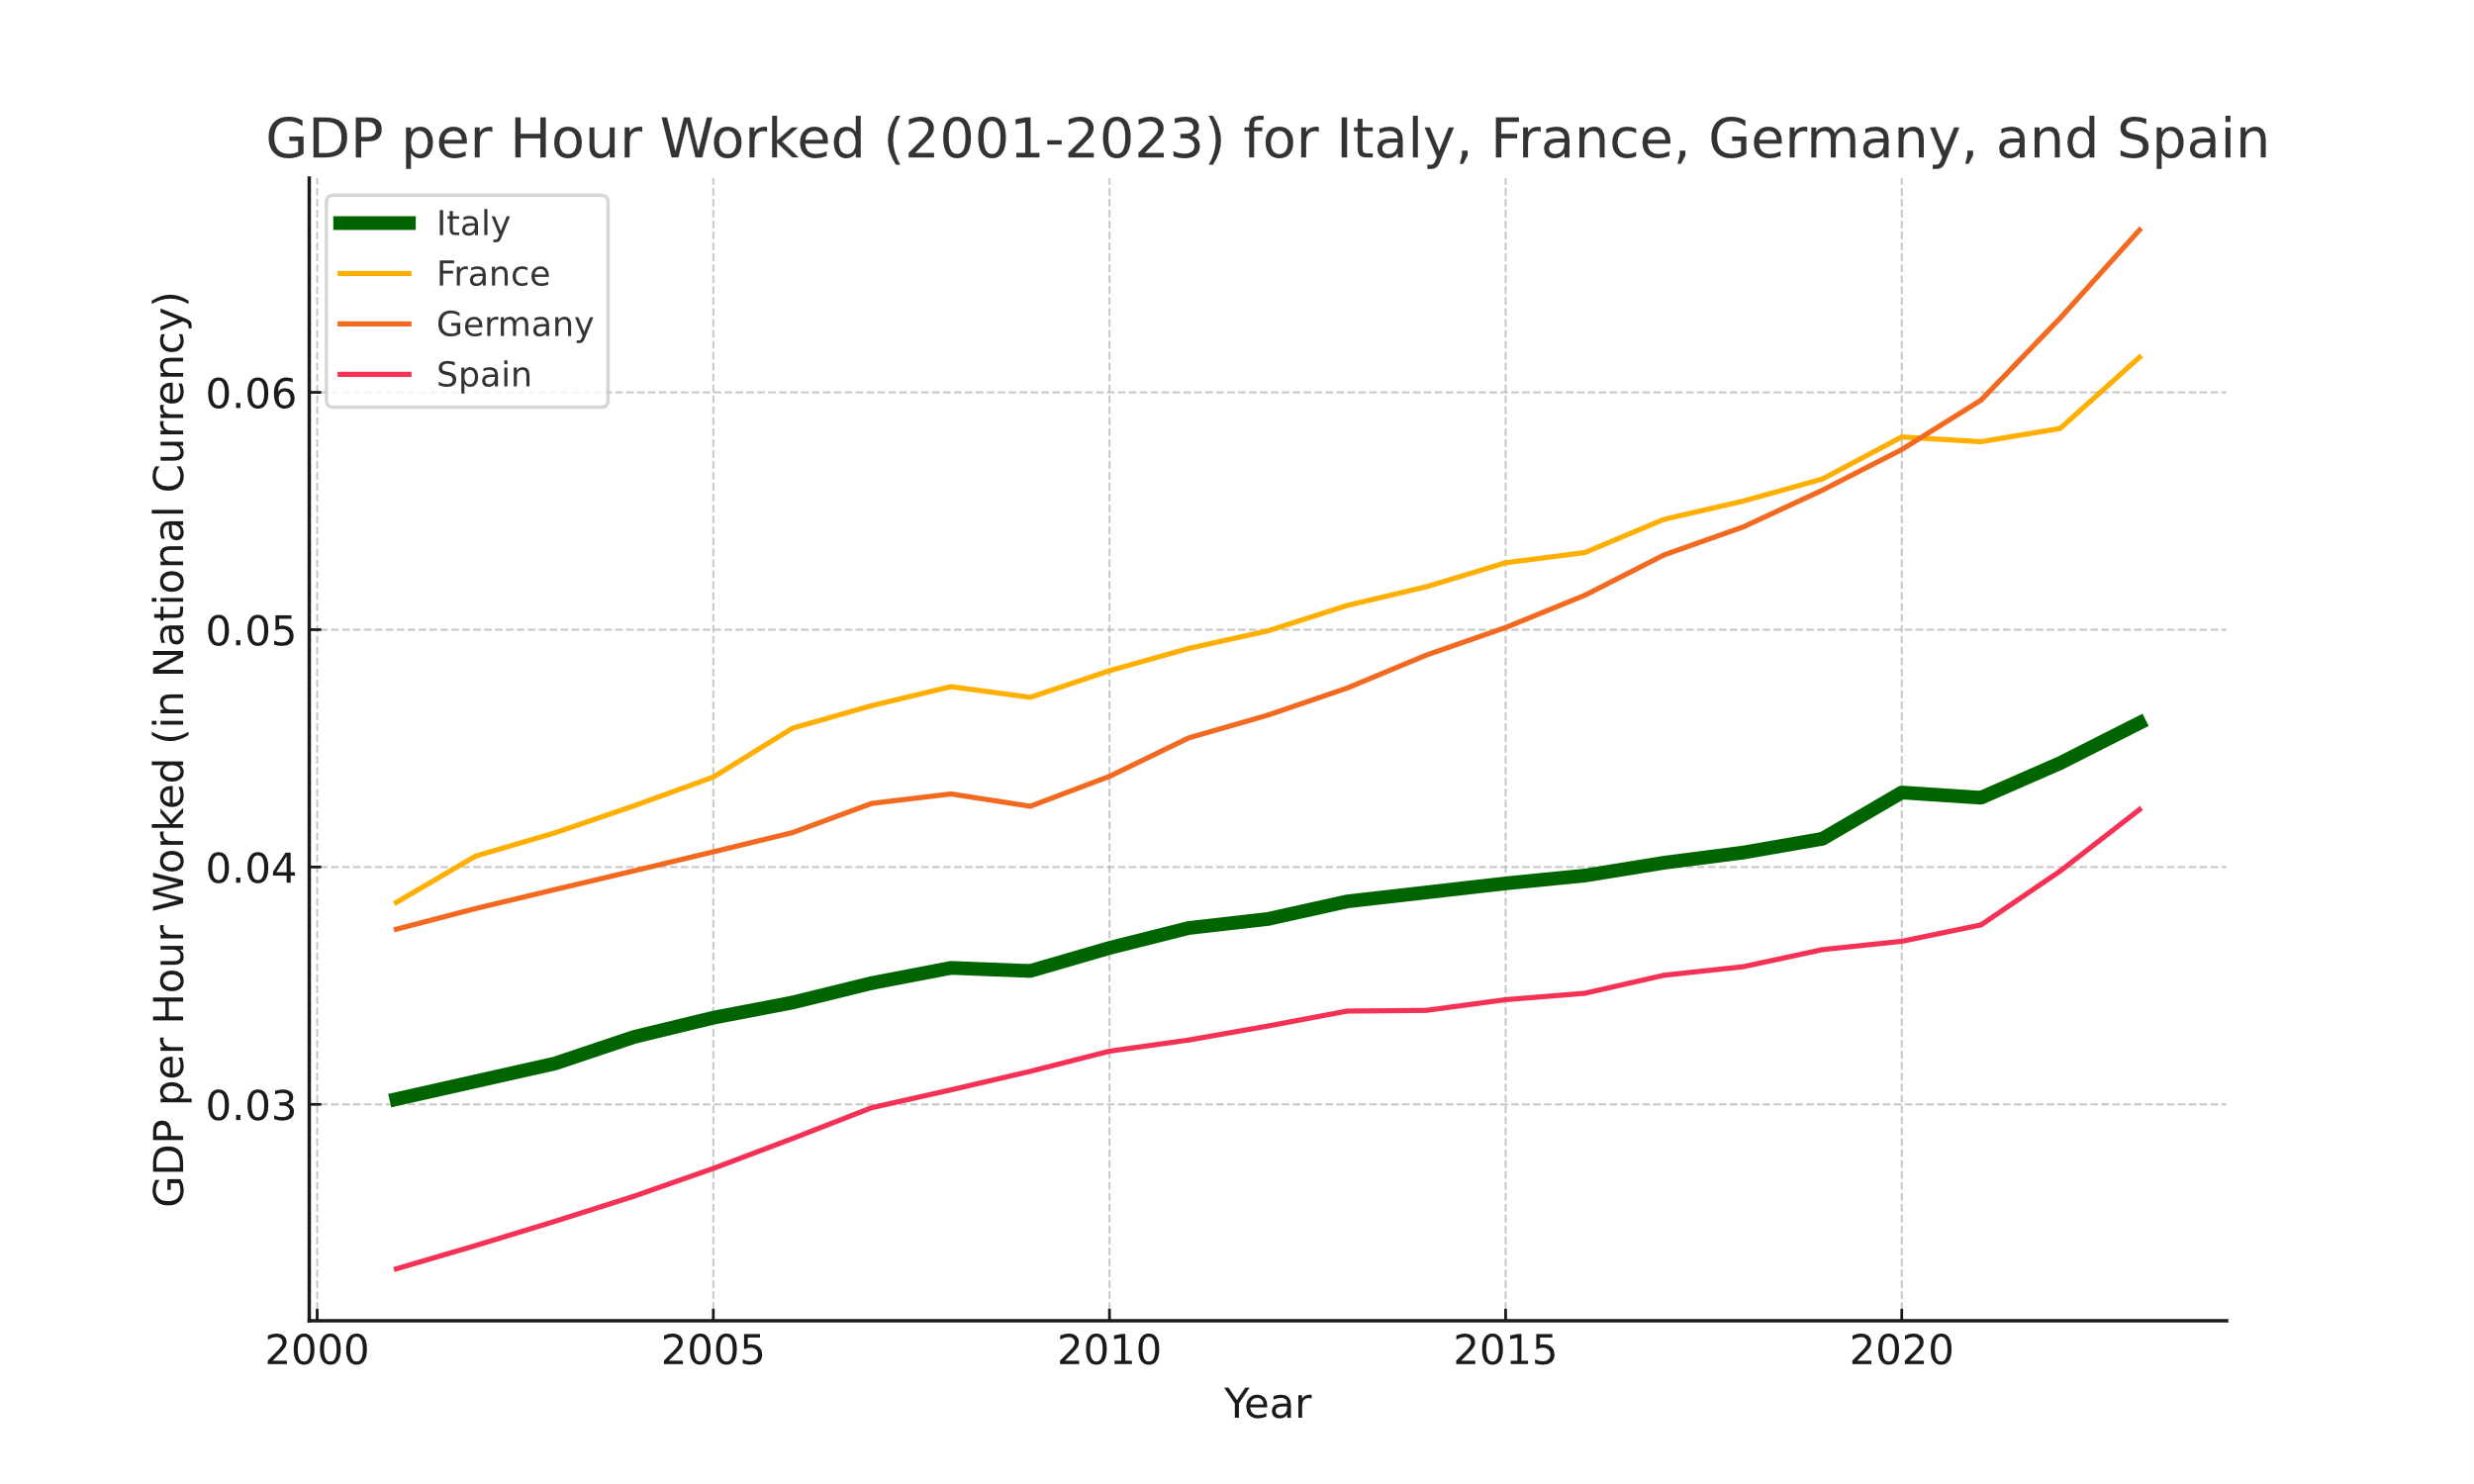 GDP per Hour Worked (2001-2023) for Italy, France, Germany, and Spain
Italy
France
Germany
Spain
GDP per Hour Worked (in National Currency)
0.06
0.05
0.04
0.03
2000 2005 2010 2015 2020
Year